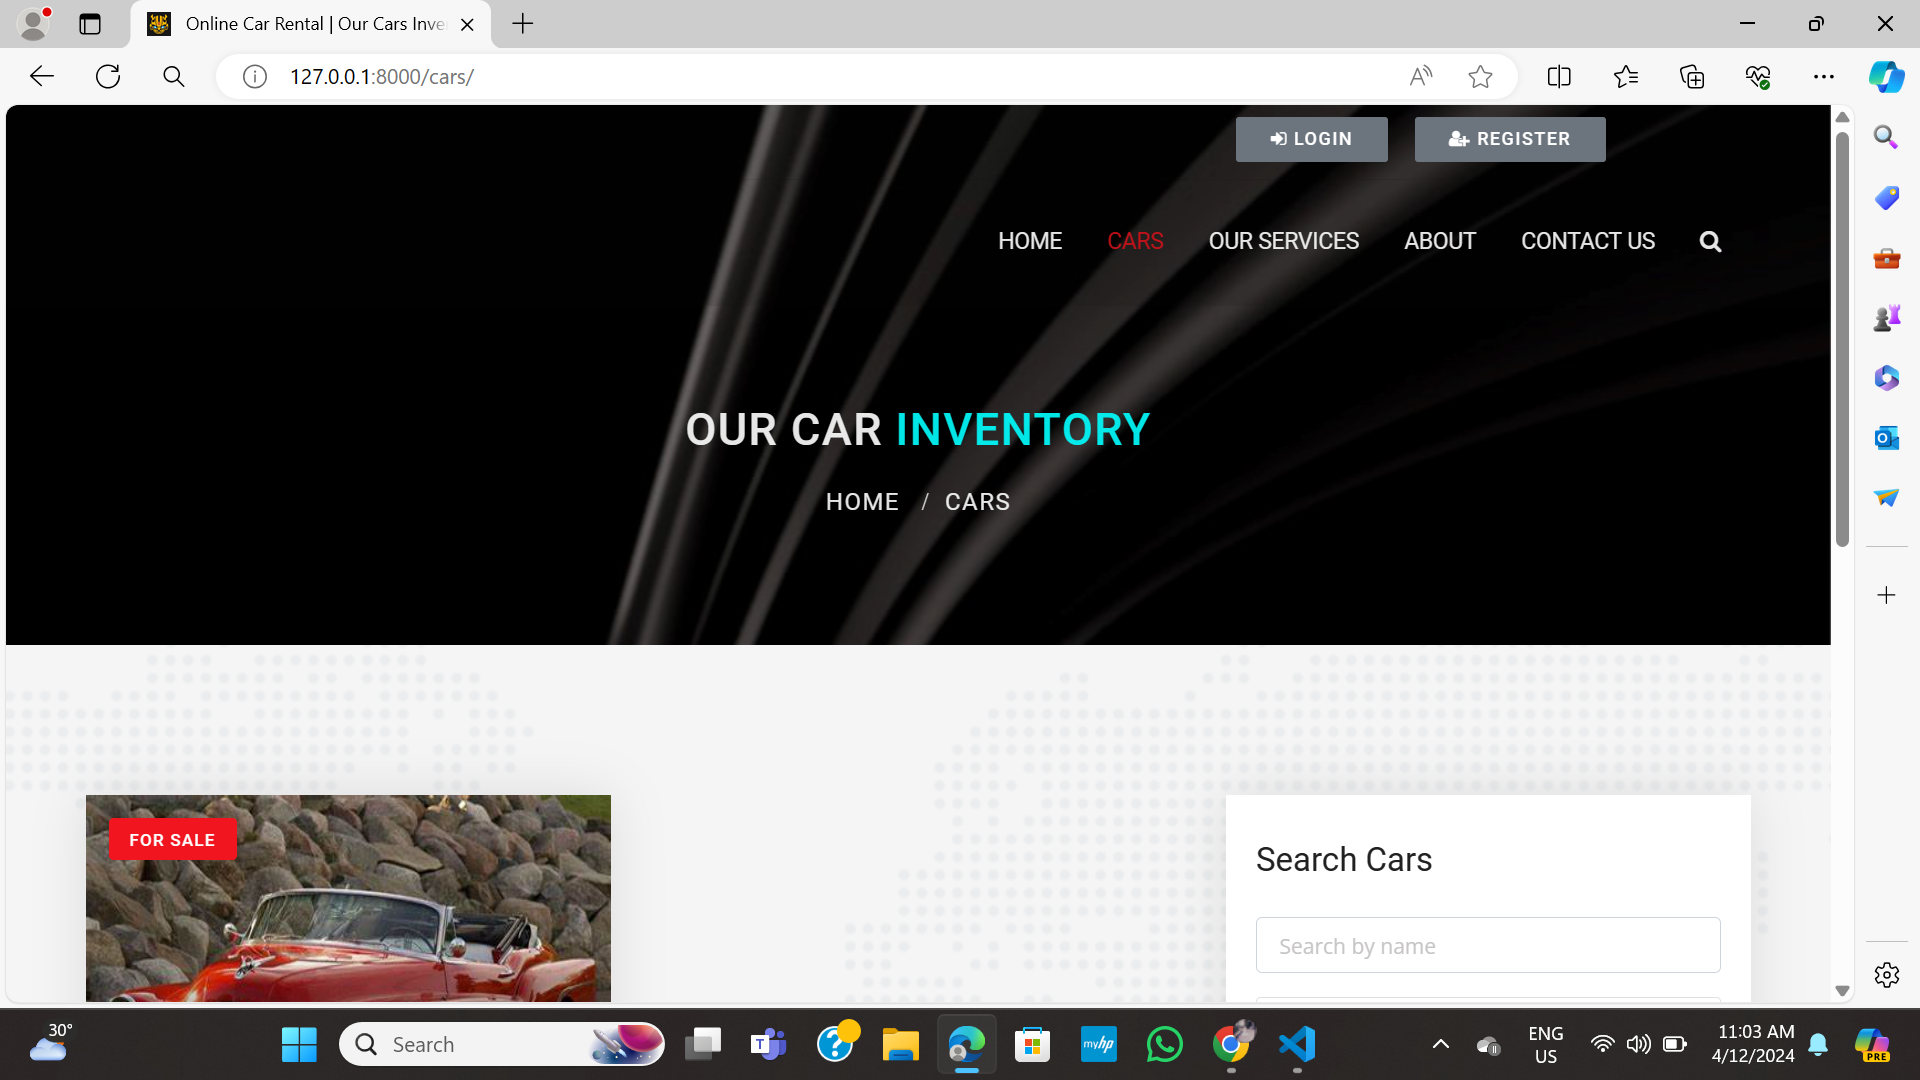 Online Car Rental | Our Cars Inve
127.0.0.1:8000/cars/
LOGIN
REGISTER
HOME
CARS
OUR SERVICES
ABOUT
CONTACT US
OUR CAR INVENTORY
HOME / CARS
FOR SALE
Search Cars
Search by name
30°
Search
ENG
US
11:03 AM
4/12/2024
myhp
PRE